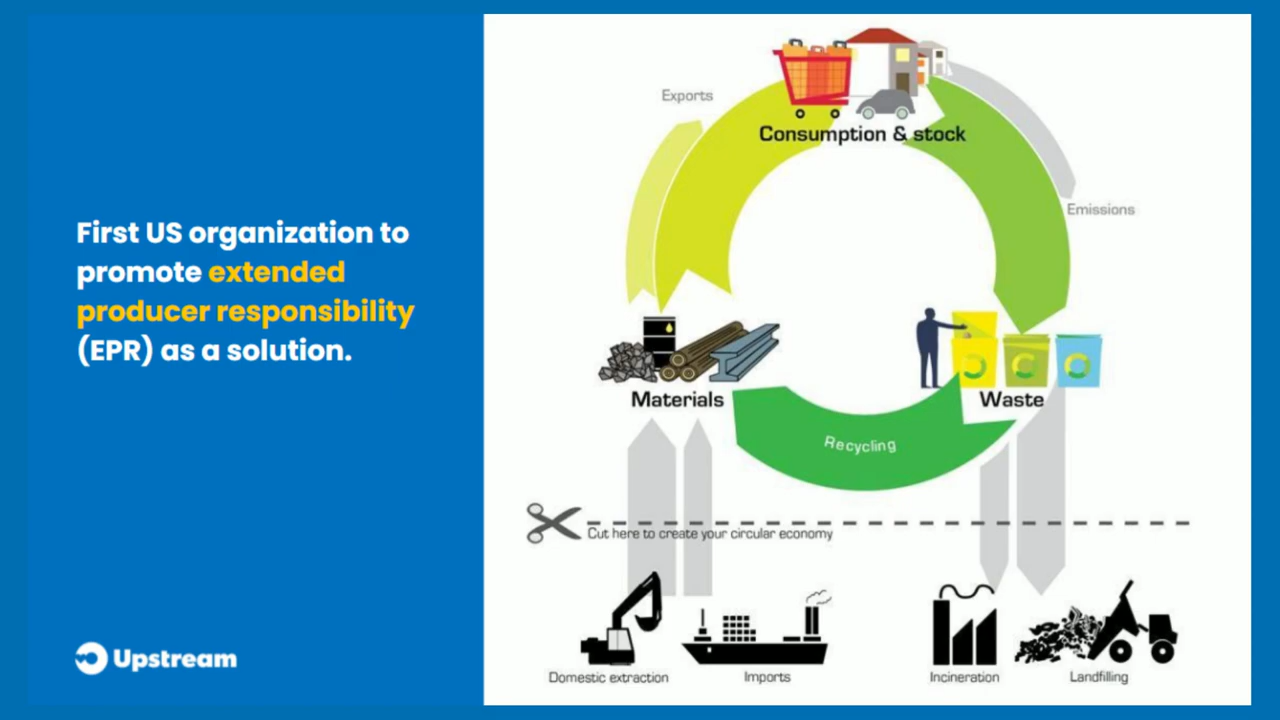 First US organization to
promote extended
producer responsibility
(EPR) as a solution.
Upstream
Exports
Consumption & stock
Emissions
Materials
Waste
Recycling
Cut here to create your circular economy
Domestic extraction
Imports
Incineration
Landfilling